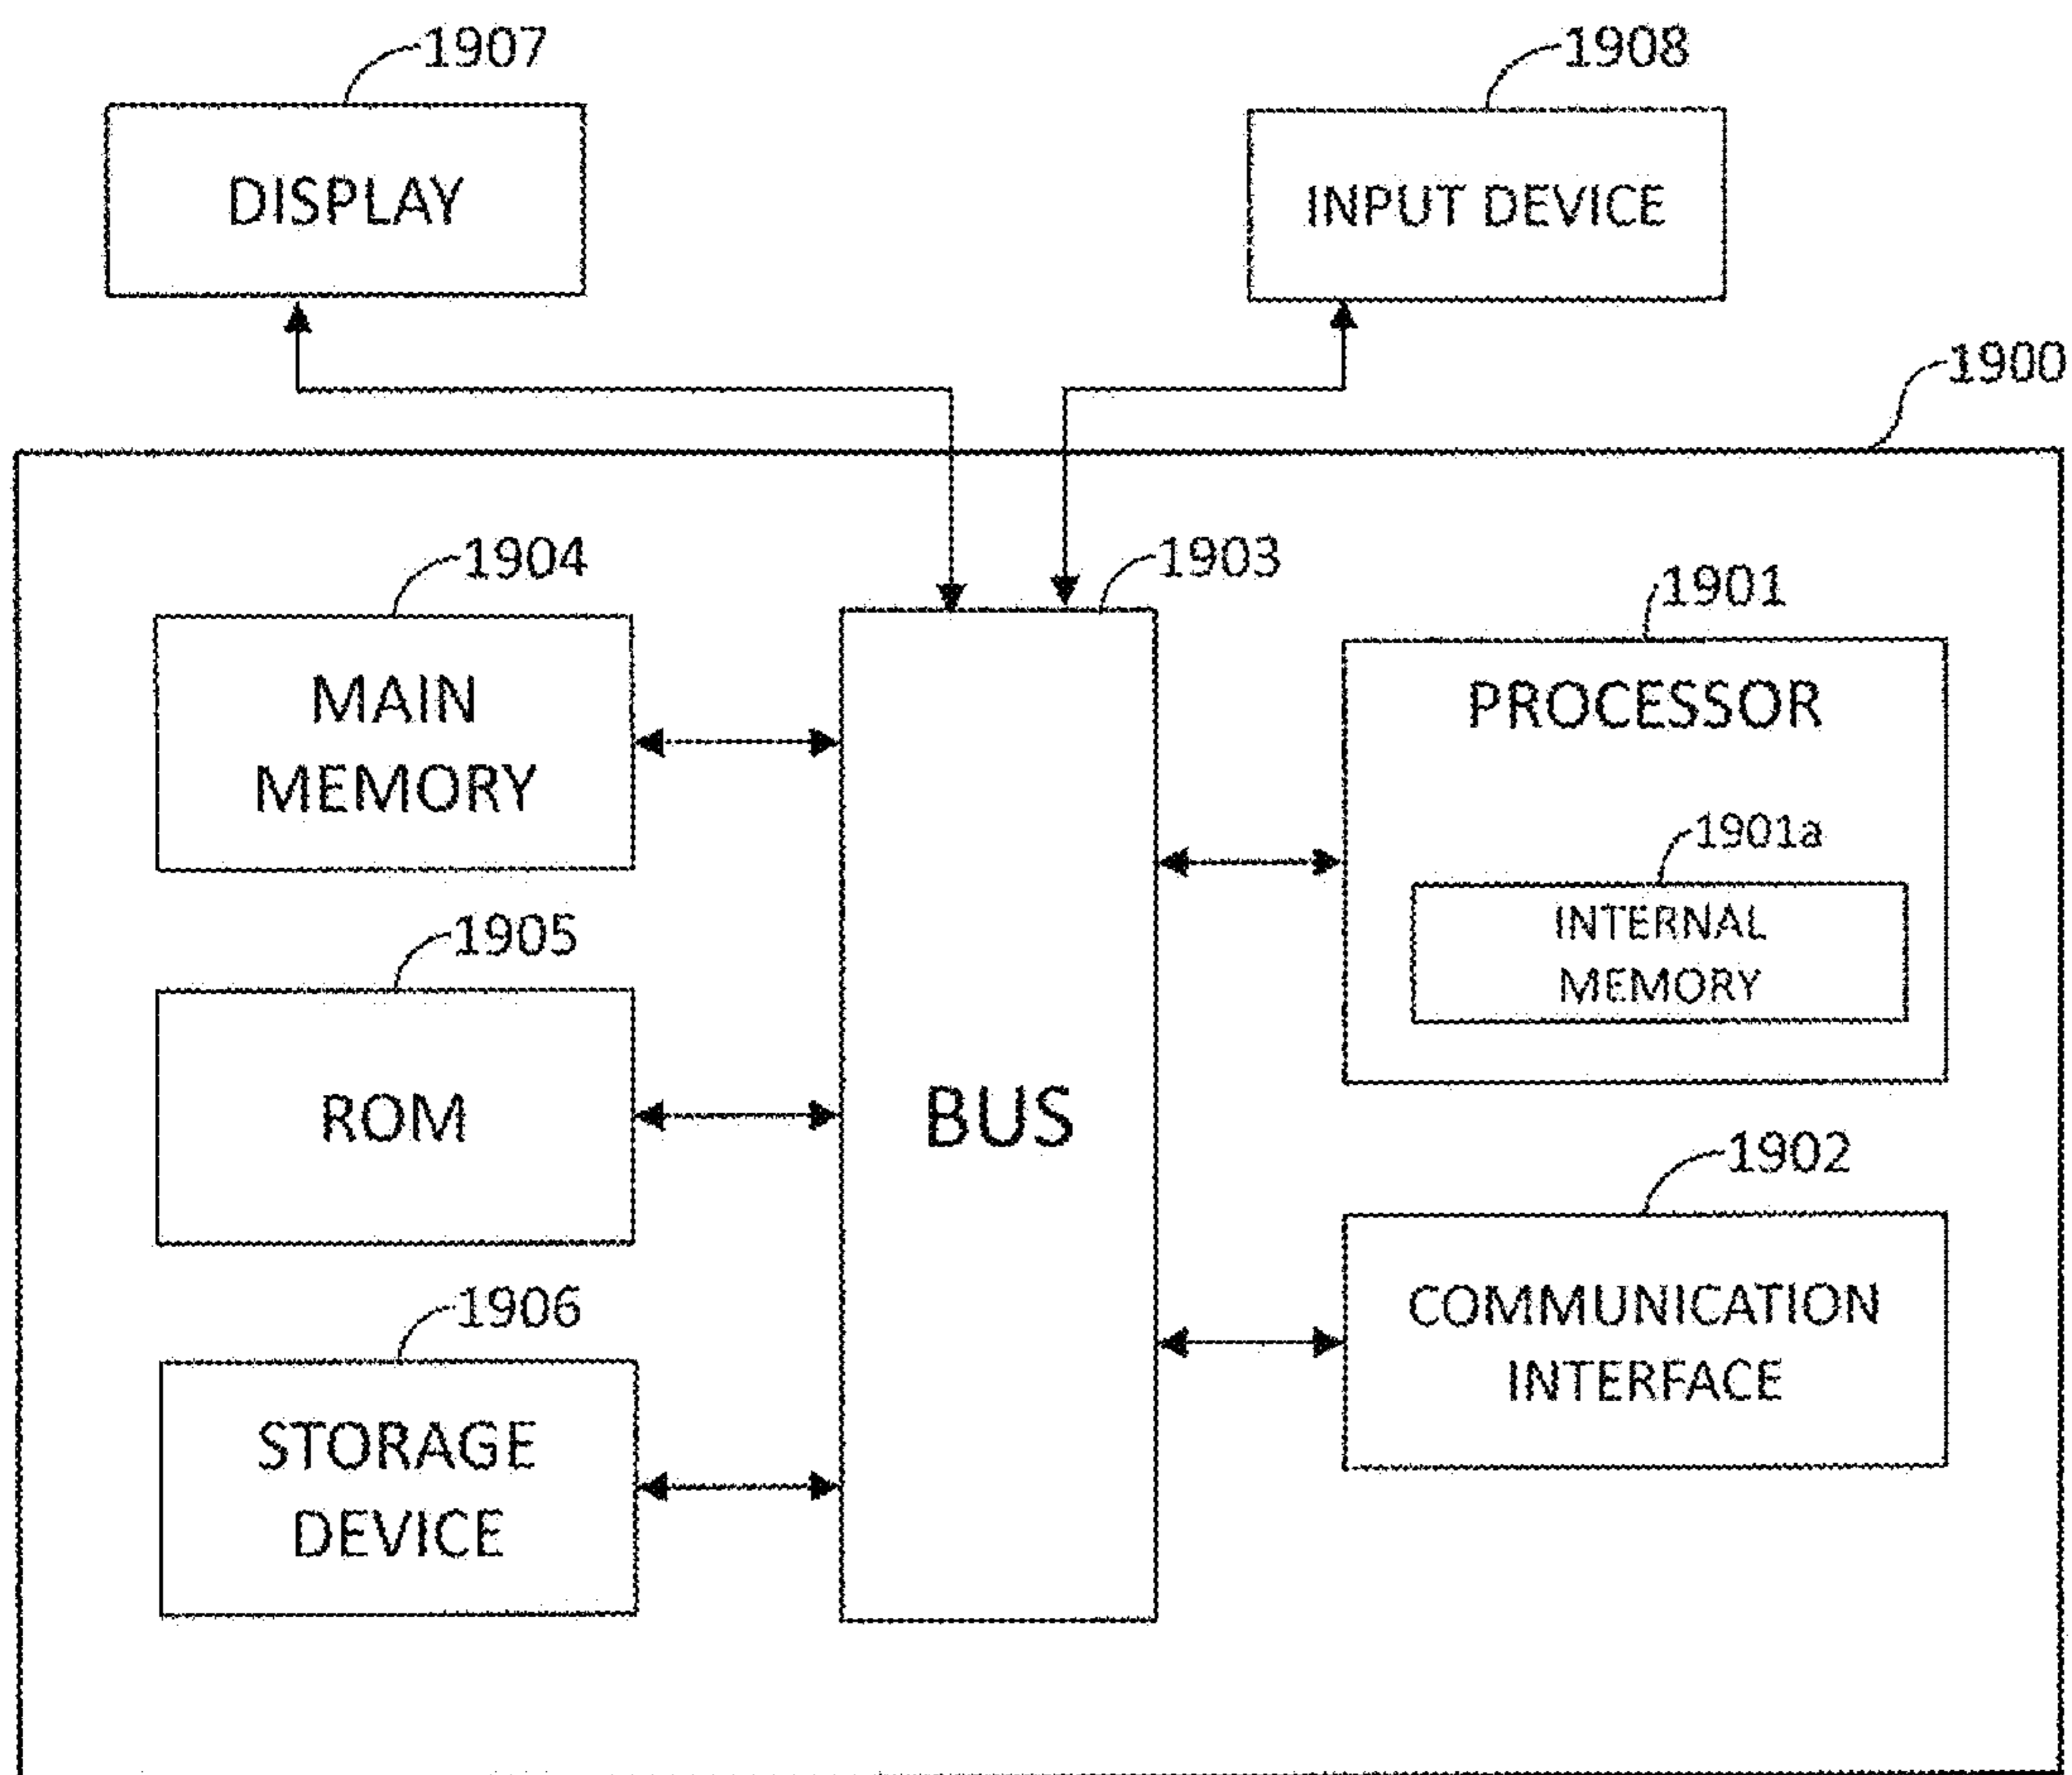 1907
1908
DISPLAY
INPUT DEVICE
1900
1904
1903
1901
MAIN
MEMORY
PROCESSOR
1901a
INTERNAL
MEMORY
1905
ROM
BUS
1902
COMMUNICATION
INTERFACE
1906
STORAGE
DEVICE